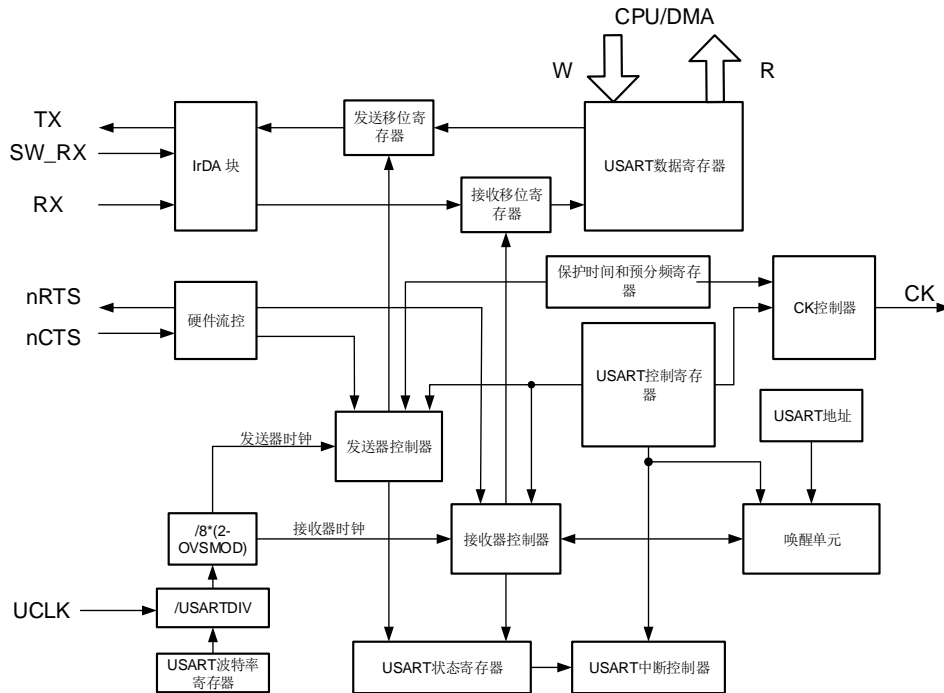 CPU/DMA
W
R
TX
SW_RX
RX
IrDA 块
发送移位寄
存器
接收移位寄
存器
USART数据寄存器
nRTS
nCTS
硬件流控
保护时间和预分频寄存
器
CK控制器
CK
USART控制寄存
器
USART地址
发送器时钟
发送器控制器
/8*(2-
OVSMOD)
接收器时钟
接收器控制器
唤醒单元
UCLK
/USARTDIV
USART波特率
寄存器
USART状态寄存器
USART中断控制器